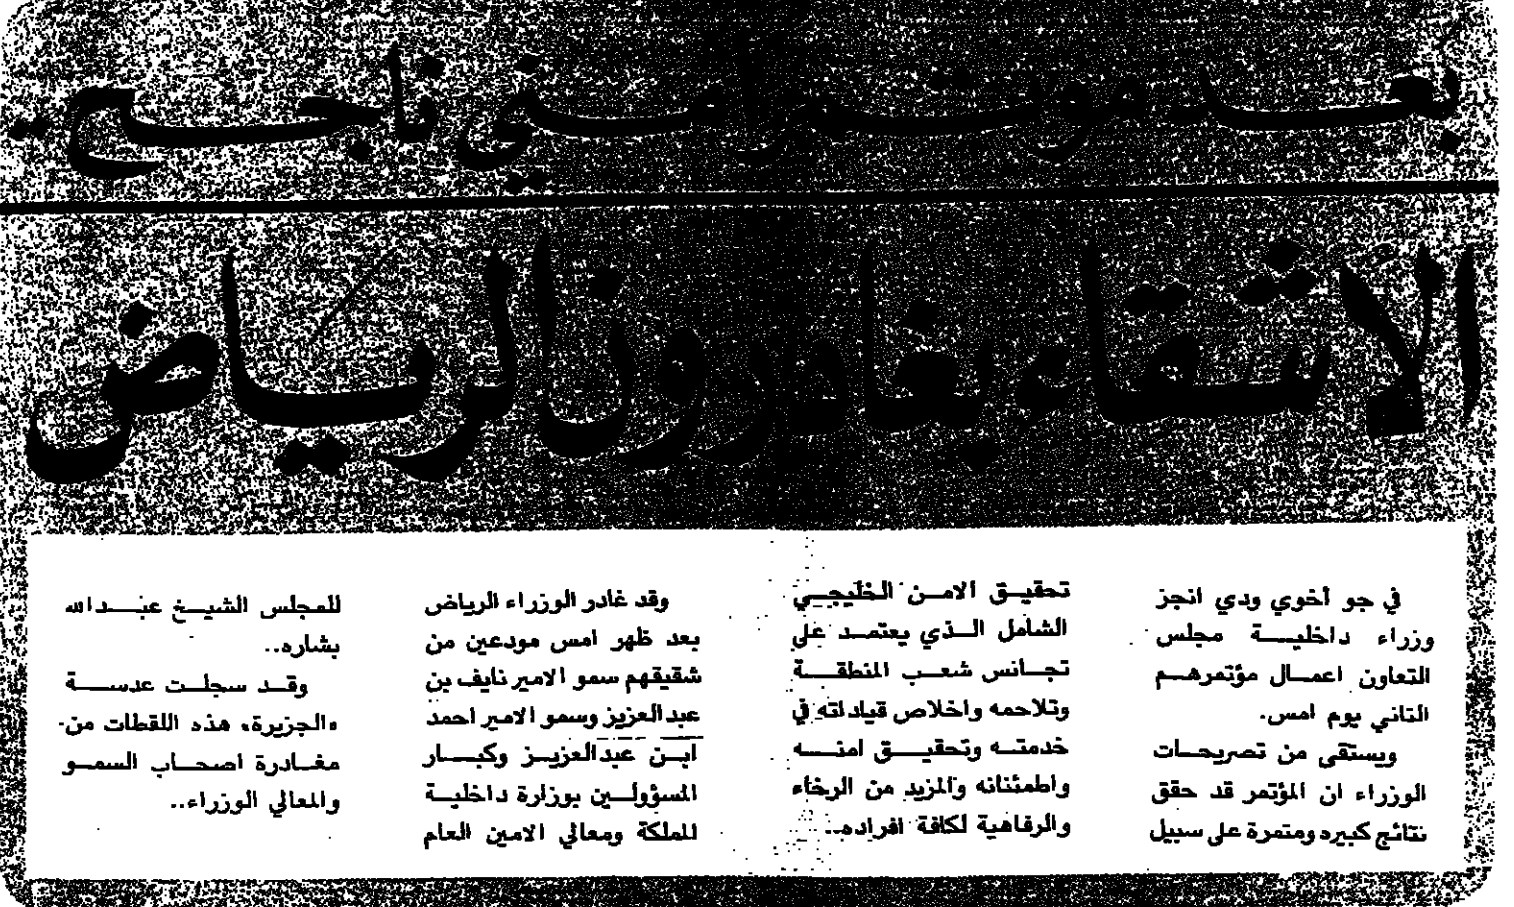 بعد مؤتمر أمني ناجح ..
الأشقاء يغادرون الرياض
في جو أخوي ودي انجز
وزراء داخلية مجلس
التعاون اعمال مؤتمرهم
الثاني يوم امس.
ويستقى من تصريحات
الوزراء ان المؤتمر قد حقق
نتائج كبيره ومثمرة على سبيل
تحقيق الامن الخليجي
الشامل الذي يعتمد على
تجانس شعب المنطقة
وتلاحمه واخلاص قياداته في
خدمته وتحقيق امنه
واطمئنانه والمزيد من الرخاء
والرفاهية لكافة افراده..
وقد غادر الوزراء الرياض
بعد ظهر امس مودعين من
شقيقهم سمو الامير نايف بن
عبدالعزيز وسمو الامير احمد
ابن عبدالعزيز وكبار
المسؤولين بوزارة داخلية
المملكة ومعالي الامين العام
للمجلس الشيخ عبدالله
بشاره..
وقد سجلت عدسة
«الجزيرة» هذه اللقطات من
مغادرة اصحاب السمو
والمعالي الوزراء..